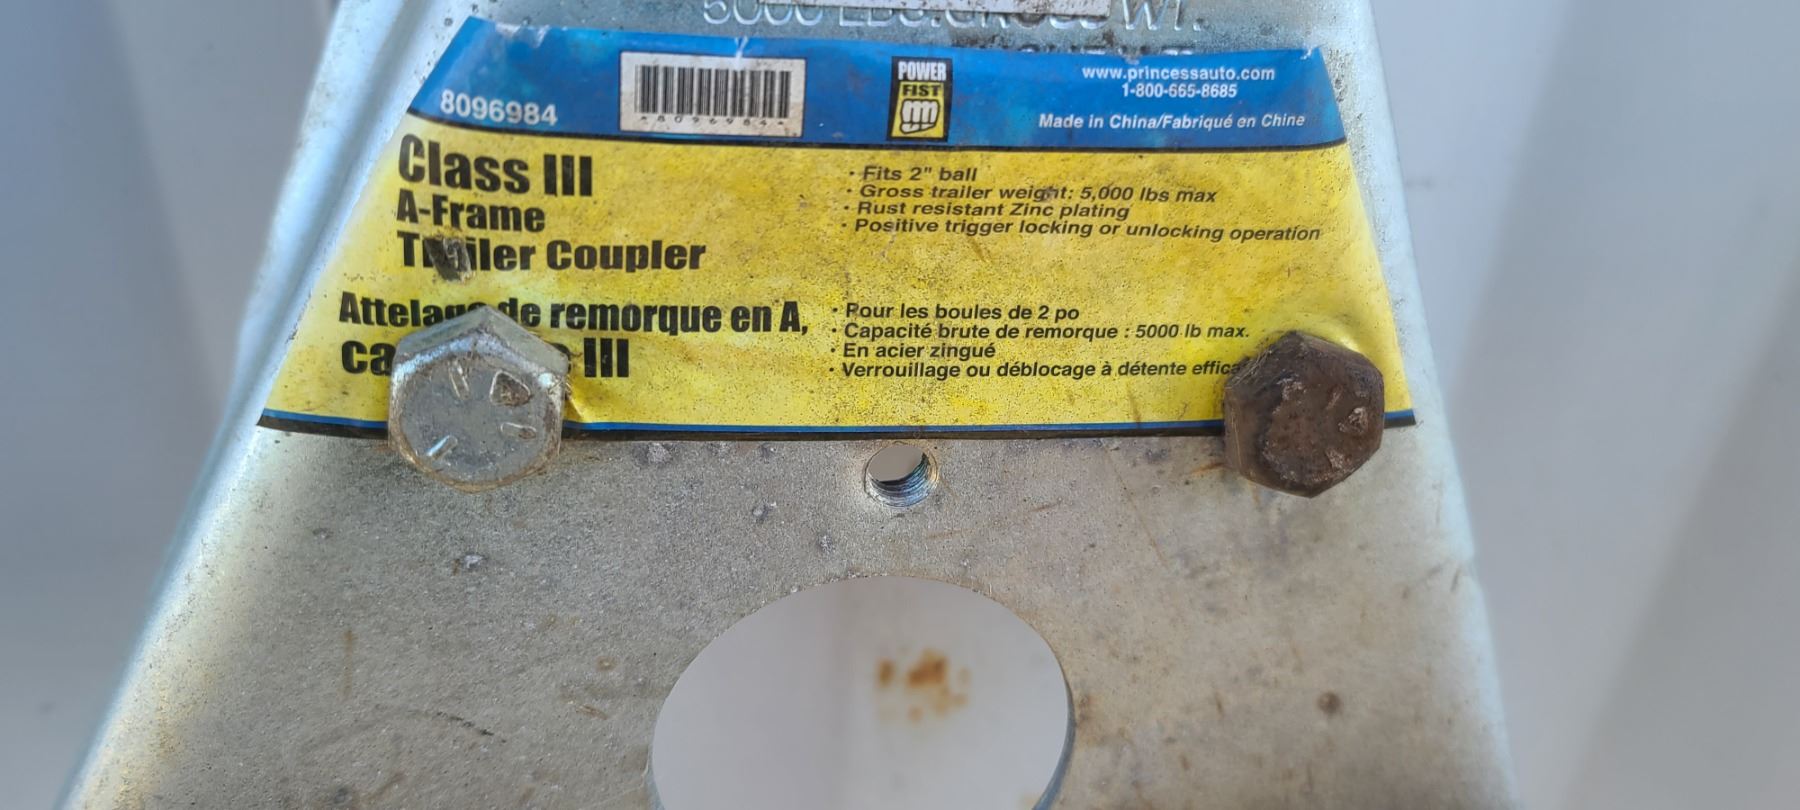 5000 LBS. GROSS WT.
8096984
*8096984*
POWER
FIST
www.princessauto.com
1-800-665-8685
Made in China/Fabriqué en Chine
Class III
A-Frame
Trailer Coupler
· Fits 2" ball
· Gross trailer weight: 5,000 lbs max
· Rust resistant Zinc plating
· Positive trigger locking or unlocking operation
Attelage de remorque en A,
III
· Pour les boules de 2 po
· Capacité brute de remorque : 5000 lb max.
· En acier zingué
· Verrouillage ou déblocage à détente